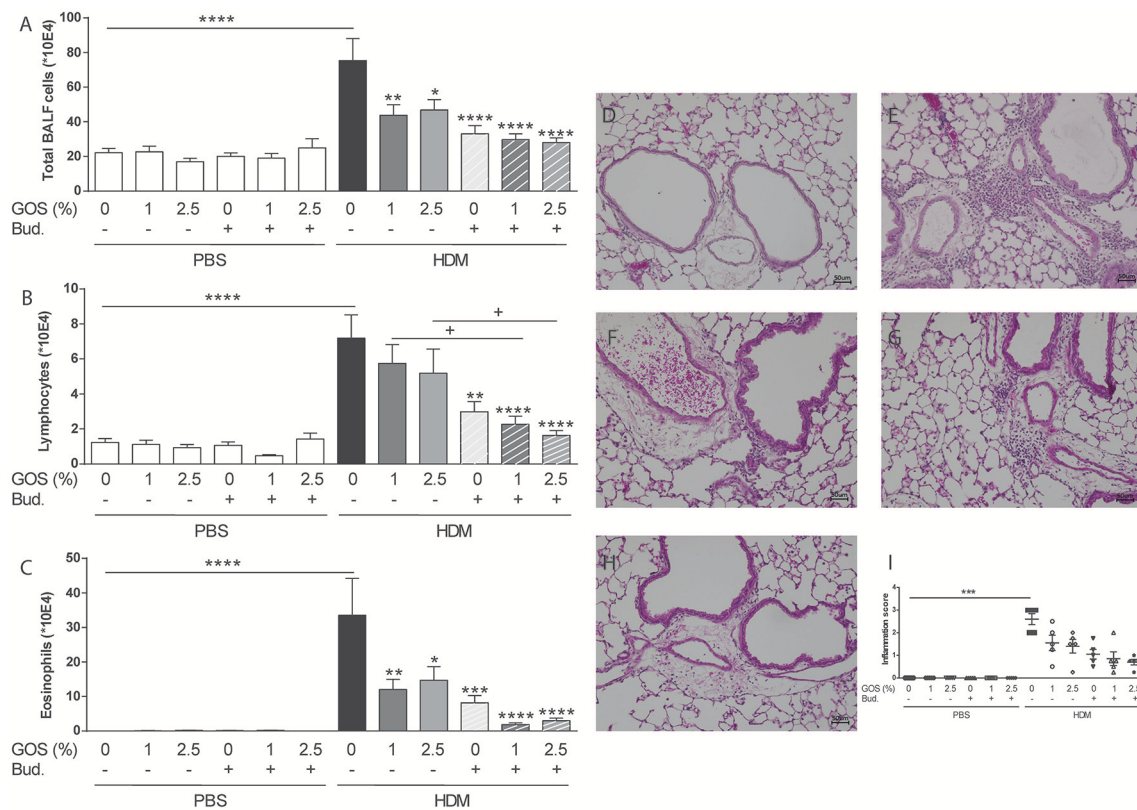 A
Total BALF cells (*10E4)
100
80
60
40
20
0
****
** * **** **** ****
GOS (%) 0 1 2.5 0 1 2.5 0 1 2.5 0 1 2.5
Bud. - - - + + + - - - + + +
PBS HDM
B
Lymphocytes (*10E4)
10
8
6
4
2
0
****
+
+
** **** ****
GOS (%) 0 1 2.5 0 1 2.5 0 1 2.5 0 1 2.5
Bud. - - - + + + - - - + + +
PBS HDM
C
Eosinophils (*10E4)
50
40
30
20
10
0
****
** * *** **** ****
GOS (%) 0 1 2.5 0 1 2.5 0 1 2.5 0 1 2.5
Bud. - - - + + + - - - + + +
PBS HDM
D
50um
E
50um
F
50um
G
50um
H
50um
I
Inflammation score
4
3
2
1
0
***
GOS (%) 0 1 2.5 0 1 2.5 0 1 2.5 0 1 2.5
Bud. - - - + + + - - - + + +
PBS HDM